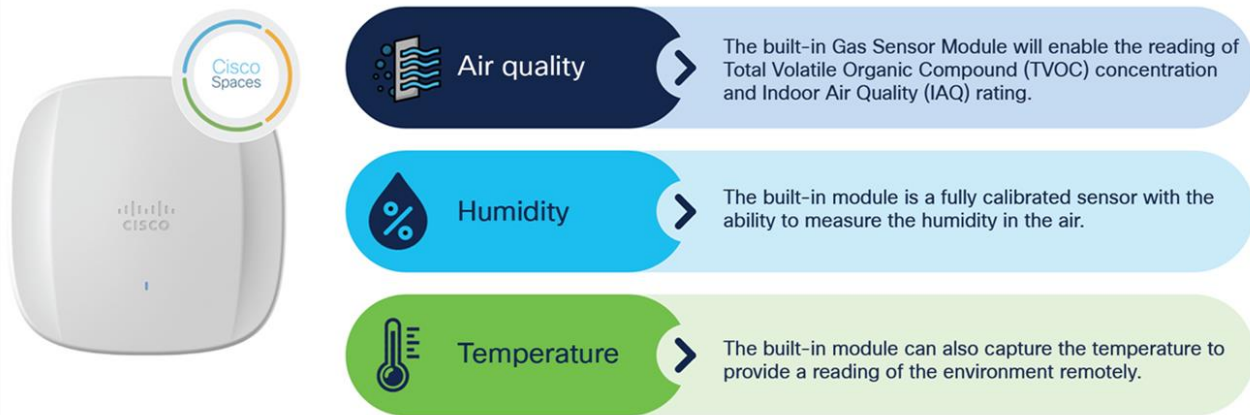 Cisco
Spaces
CISCO
Air quality
The built-in Gas Sensor Module will enable the reading of
Total Volatile Organic Compound (TVOC) concentration
and Indoor Air Quality (IAQ) rating.
%
Humidity
The built-in module is a fully calibrated sensor with the
ability to measure the humidity in the air.
Temperature
The built-in module can also capture the temperature to
provide a reading of the environment remotely.